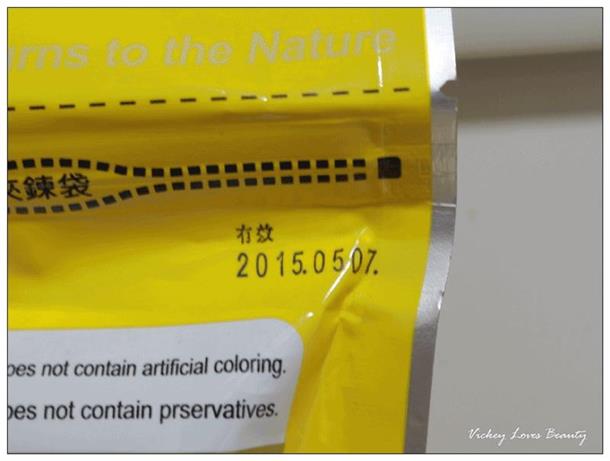 rns to the Nature
夾鍊袋
有效
2015.05.07.
oes not contain artificial coloring.
oes not contain prservatives.
Vickey Loves Beauty